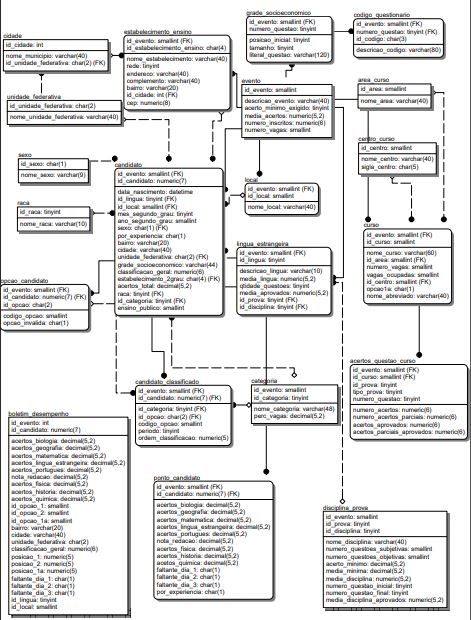 cidade
id_cidade: int
nome_municipio: varchar(40)
id_unidade_federativa: char(2) (FK)
unidade_federativa
id_unidade_federativa: char(2)
nome_unidade_federativa: varchar(40)
estabelecimento_ensino
id_evento: smallint (FK)
id_estabelecimento_ensino: char(4)
nome_estabelecimento: varchar(40)
rede: tinyint
endereco: varchar(40)
complemento: varchar(40)
bairro: varchar(20)
id_cidade: int (FK)
cep: numeric(8)
grade_socioeconomico
id_evento: smallint (FK)
numero_questao: tinyint
posicao_inicial: tinyint
tamanho: tinyint
literal_questao: varchar(120)
codigo_questionario
id_evento: smallint (FK)
numero_questao: tinyint (FK)
id_codigo: char(3)
descricao_codigo: varchar(80)
evento
id_evento: smallint
descricao_evento: varchar(40)
acerto_minimo_exigido: tinyint
media_acertos: numeric(5,2)
numero_inscritos: numeric(6)
numero_vagas: smallint
area_curso
id_area: smallint
nome_area: varchar(40)
centro_curso
id_centro: smallint
nome_centro: varchar(40)
sigla_centro: char(5)
sexo
id_sexo: char(1)
nome_sexo: varchar(9)
raca
id_raca: tinyint
nome_raca: varchar(10)
candidato
id_evento: smallint (FK)
id_candidato: numeric(7)
data_nascimento: datetime
id_lingua: tinyint (FK)
id_local: smallint (FK)
mes_segundo_grau: tinyint
ano_segundo_grau: smallint
sexo: char(1) (FK)
por_experiencia: char(1)
bairro: varchar(20)
cidade: varchar(40)
unidade_federativa: char(2) (FK)
grade_socioeconomico: varchar(44)
classificacao_geral: numeric(6)
estabelecimento_2grau: char(4) (FK)
acertos_total: decimal(5,2)
raca: tinyint (FK)
id_categoria: tinyint (FK)
ensino_publico: smallint
local
id_evento: smallint (FK)
id_local: smallint
nome_local: varchar(40)
lingua_estrangeira
id_evento: smallint (FK)
id_lingua: tinyint
descricao_lingua: varchar(10)
media_lingua: numeric(5,2)
qtidade_questoes: tinyint
media_aprovados: numeric(5,2)
id_prova: tinyint (FK)
id_disciplina: tinyint (FK)
curso
id_evento: smallint (FK)
id_curso: smallint
nome_curso: varchar(60)
id_area: smallint (FK)
numero_vagas: smallint
vagas_ocupadas: smallint
id_centro: smallint (FK)
opcao1a: char(1)
nome_abreviado: varchar(40)
opcao_candidato
id_evento: smallint (FK)
id_candidato: numeric(7) (FK)
id_opcao: char(2)
codigo_opcao: smallint
opcao_invalida: char(1)
acertos_questao_curso
id_evento: smallint (FK)
id_curso: smallint (FK)
id_prova: tinyint
tipo_prova: tinyint
numero_questao: tinyint
numero_acertos: numeric(6)
numero_acertos_parciais: numeric(6)
acertos_aprovados: numeric(6)
acertos_parciais_aprovados: numeric(6)
candidato_classificado
id_evento: smallint (FK)
id_candidato: numeric(7) (FK)
id_categoria: tinyint (FK)
id_opcao: char(2) (FK)
codigo_opcao: smallint
periodo: tinyint
ordem_classificacao: numeric(5)
categoria
id_evento: smallint
id_categoria: tinyint
nome_categoria: varchar(48)
perc_vagas: decimal(5,2)
boletim_desempenho
id_evento: int
id_candidato: numeric(7)
acertos_biologia: decimal(5,2)
acertos_geografia: decimal(5,2)
acertos_matematica: decimal(5,2)
acertos_lingua_estrangeira: decimal(5,2)
acertos_portugues: decimal(5,2)
nota_redacao: decimal(5,2)
acertos_fisica: decimal(5,2)
acertos_historia: decimal(5,2)
acertos_quimica: decimal(5,2)
id_opcao_1: smallint
id_opcao_2: smallint
id_opcao_1a: smallint
bairro: varchar(20)
cidade: varchar(40)
unidade_federativa: char(2)
classificacao_geral: numeric(6)
posicao_1: numeric(5)
posicao_2: numeric(5)
posicao_1a: numeric(5)
faltante_dia_1: char(1)
faltante_dia_2: char(1)
faltante_dia_3: char(1)
id_lingua: tinyint
id_local: smallint
ponto_candidato
id_evento: smallint (FK)
id_candidato: numeric(7) (FK)
acertos_biologia: decimal(5,2)
acertos_geografia: decimal(5,2)
acertos_matematica: decimal(5,2)
acertos_lingua_estrangeira: decimal(5,2)
acertos_portugues: decimal(5,2)
nota_redacao: decimal(5,2)
acertos_fisica: decimal(5,2)
acertos_historia: decimal(5,2)
acetos_quimica: decimal(5,2)
faltante_dia_1: char(1)
faltante_dia_2: char(1)
faltante_dia_3: char(1)
por_experiencia: char(1)
disciplina_prova
id_evento: smallint
id_prova: tinyint
id_disciplina: tinyint
nome_disciplina: varchar(40)
numero_questoes_subjetivas: smallint
numero_questoes_objetivas: smallint
acerto_minimo: decimal(5,2)
media_minima: decimal(5,2)
media_disciplina: numeric(5,2)
numero_questao_inicial: tinyint
numero_questao_final: tinyint
media_disciplina_aprovados: numeric(5,2)